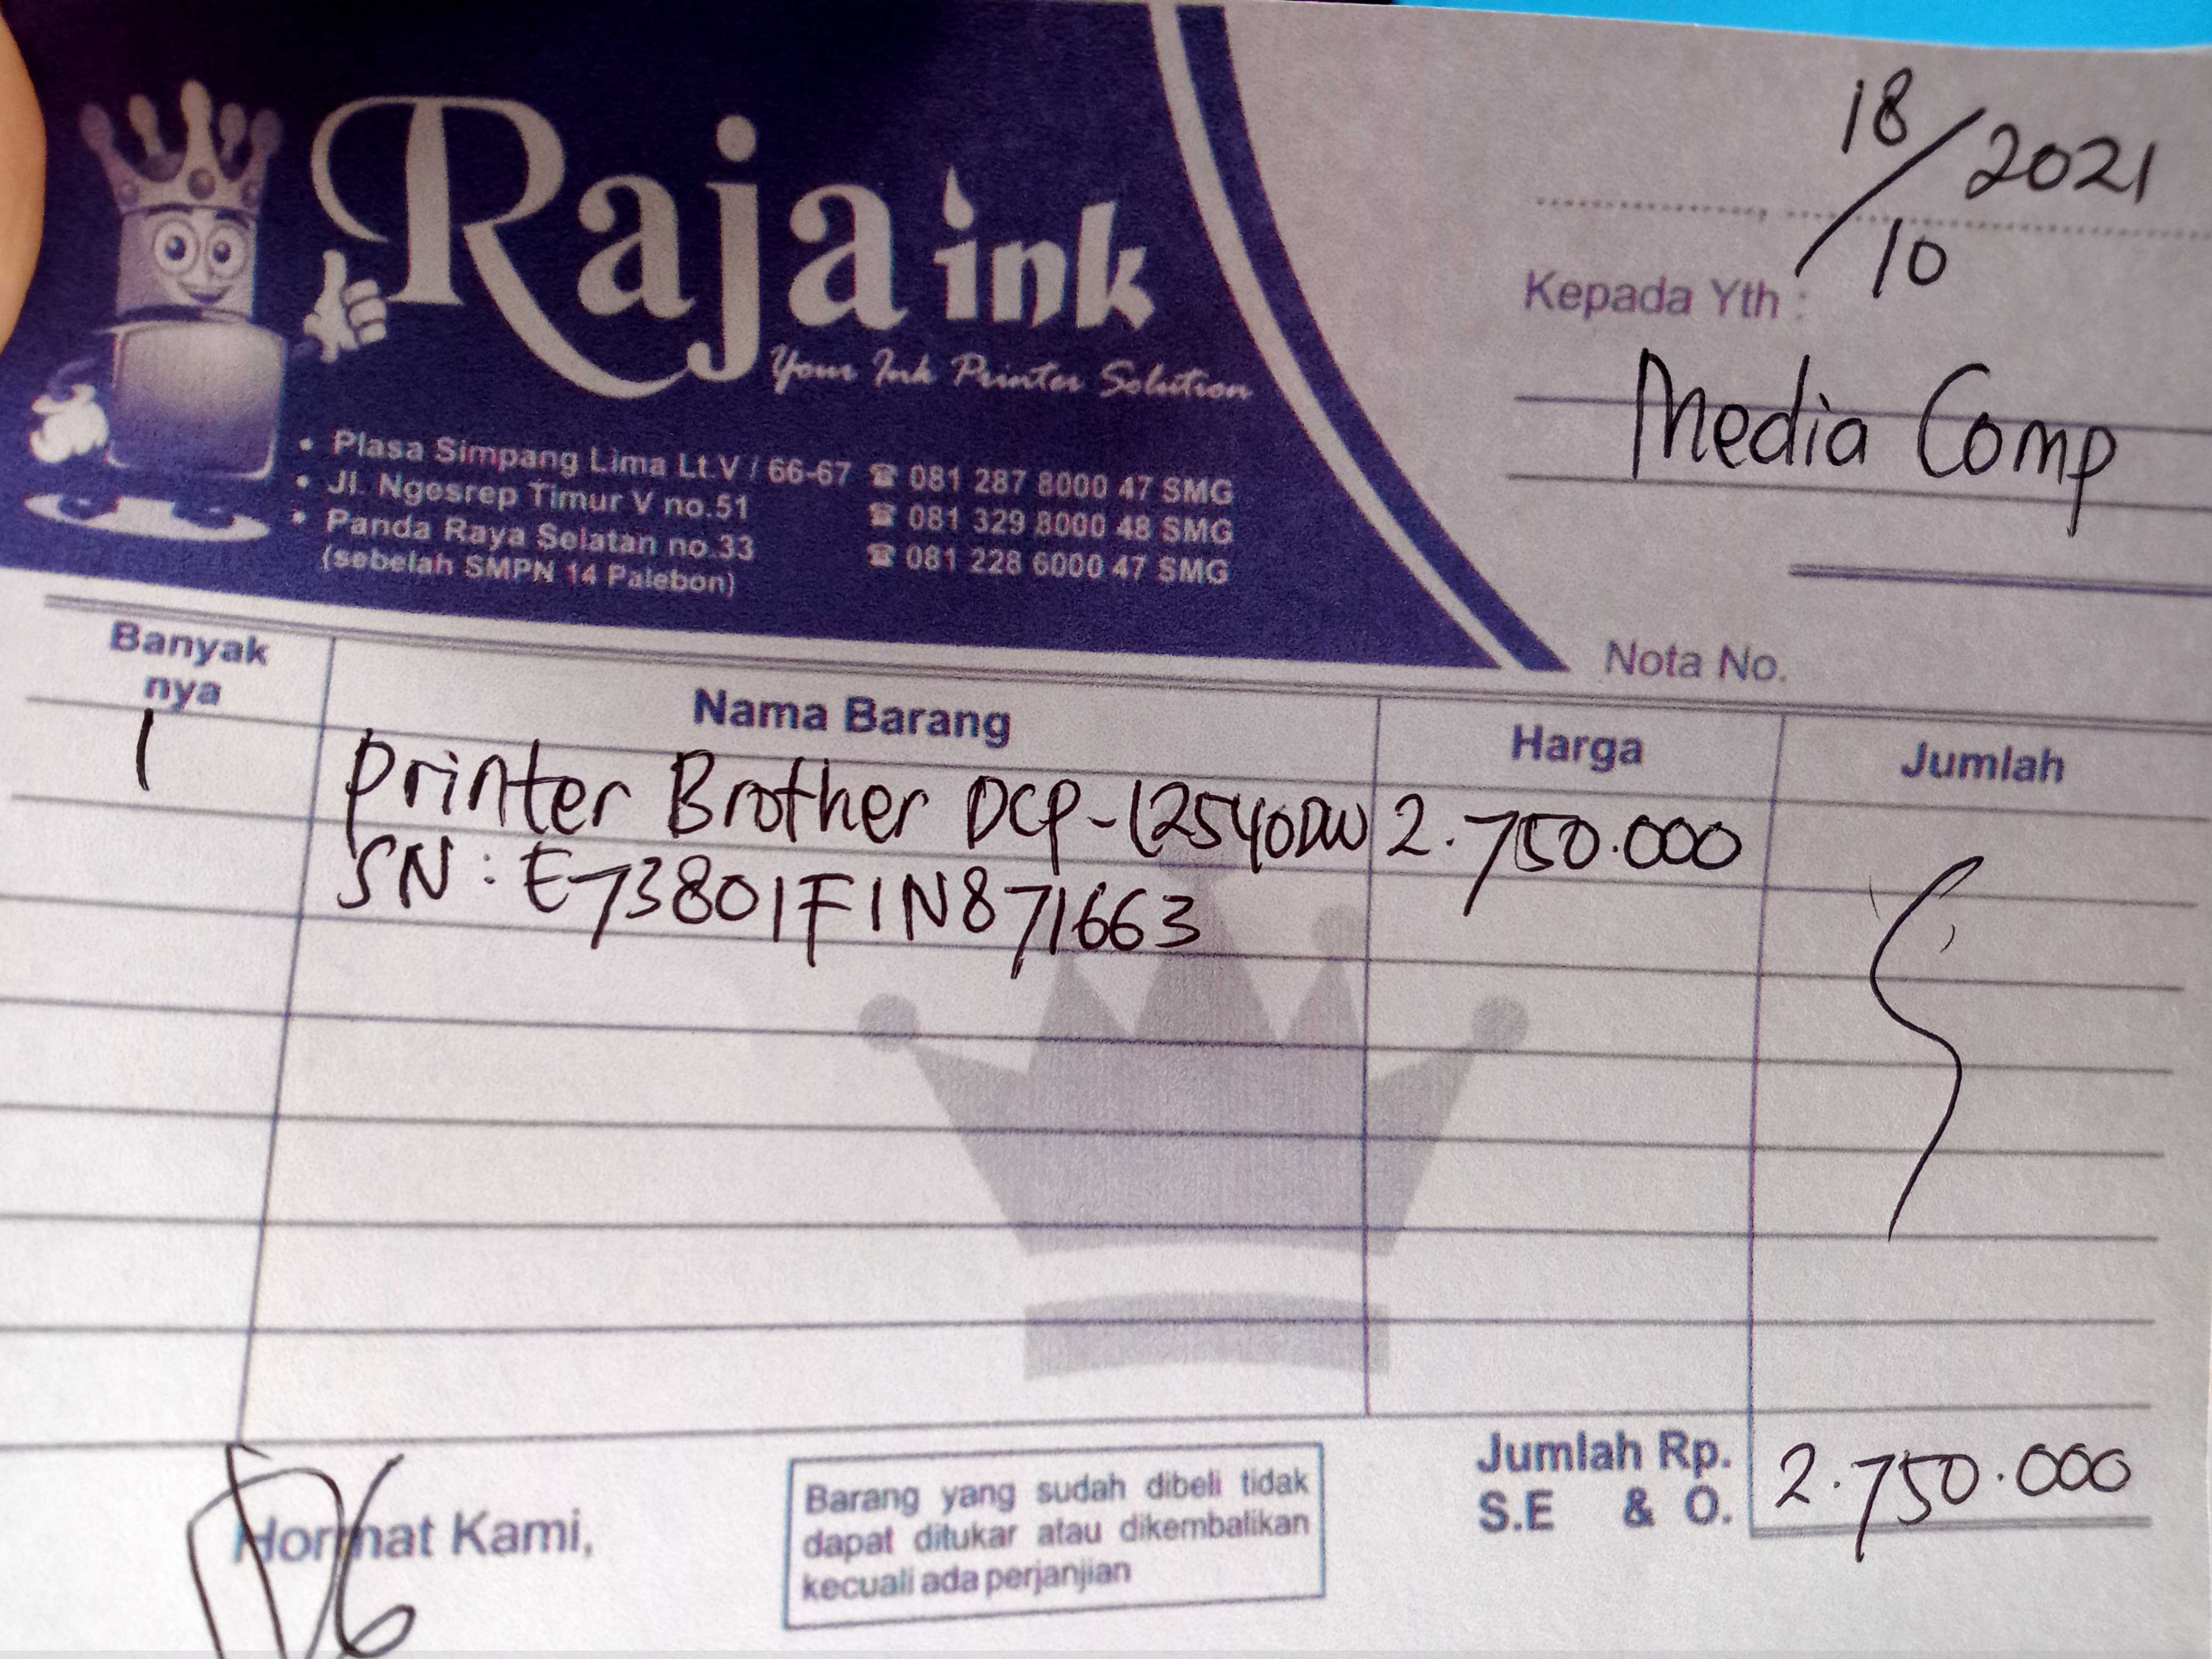 Raja ink
Your Ink Printer Solution
• Plasa Simpang Lima Lt.V / 66-67 ☎ 081 287 8000 47 SMG
• Jl. Ngesrep Timur V no.51 ☎ 081 329 8000 48 SMG
• Panda Raya Selatan no.33 ☎ 081 228 6000 47 SMG
(sebelah SMPN 14 Palebon)
18/10 2021
Kepada Yth :
Media Comp
Nota No.
Banyak nya Nama Barang Harga Jumlah
1 Printer Brother DCP-L2540DW 2.750.000
SN : E73801F1N871663
Jumlah Rp. 2.750.000
S.E & O.
Hormat Kami,
Barang yang sudah dibeli tidak
dapat ditukar atau dikembalikan
kecuali ada perjanjian